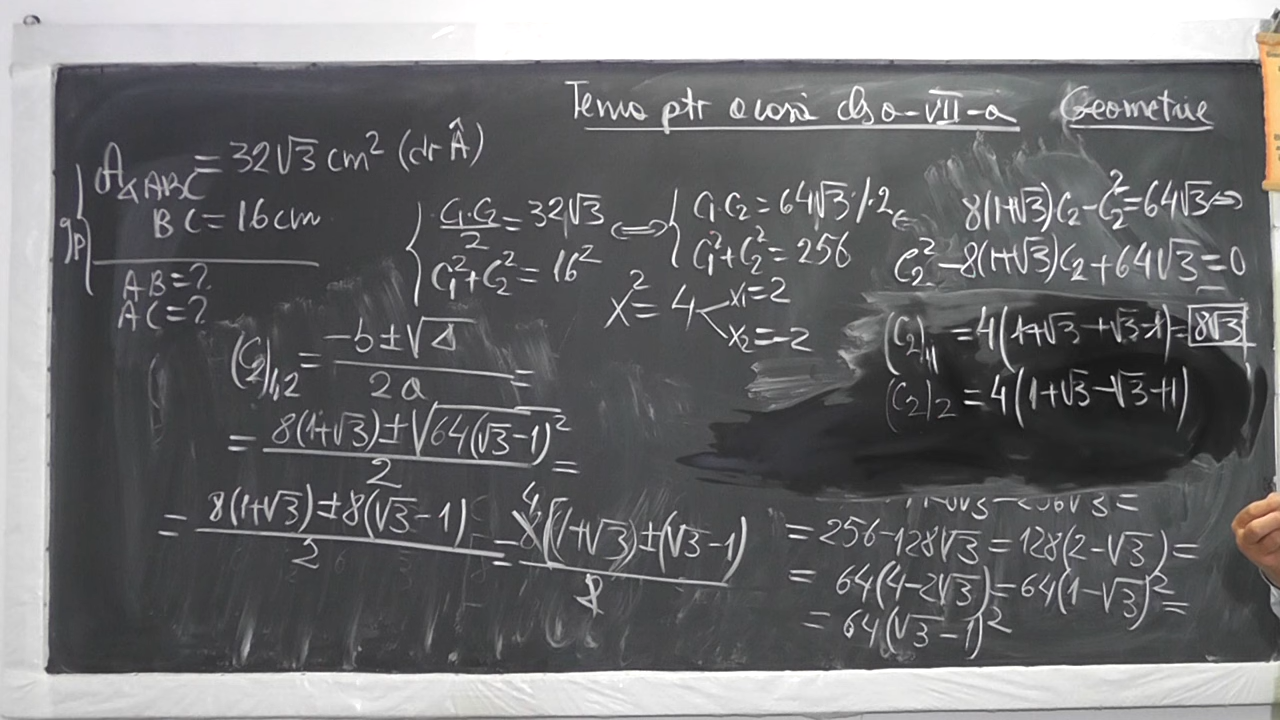 Tema ptr acasă cls a-VII-a Geometrie
9p
A△ABC = 32√3 cm² (dr Â)
BC = 16 cm
AB = ?
AC = ?
{ C₁·C₂/2 = 32√3
C₁² + C₂² = 16²
⟺ { C₁·C₂ = 64√3 /·2
C₁² + C₂² = 256
x² = 4 < x₁ = 2
x₂ = -2
(C₂)₁,₂ = (-b ± √Δ)/2a =
= (8(1+√3) ± √(64(√3-1)²))/2 =
= (8(1+√3) ± 8(√3-1))/2 = 8((1+√3) ± (√3-1))/2
4
8(1+√3)C₂ - C₂² = 64√3 ⟺
C₂² - 8(1+√3)C₂ + 64√3 = 0
(C₂)₁ = 4(1+√3+√3-1) = 8√3
(C₂)₂ = 4(1+√3-√3+1)
= 256 - 128√3 = 128(2-√3) =
= 64(4-2√3) = 64(1-√3)² =
= 64(√3-1)²